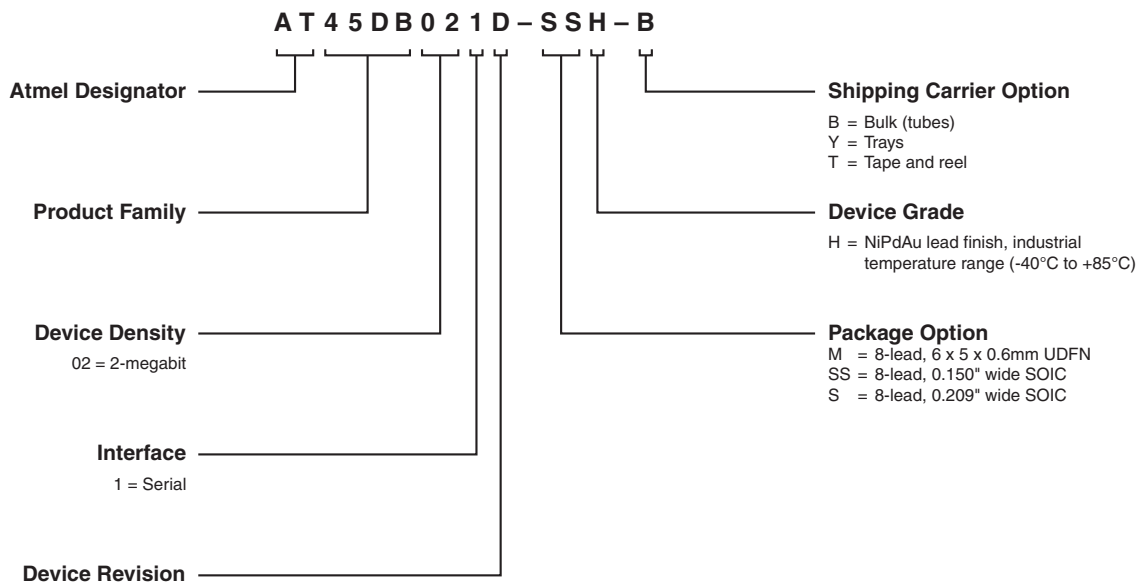 AT45DB021D–SSH–B
Atmel Designator
Product Family
Device Density
02 = 2-megabit
Interface
1 = Serial
Device Revision
Shipping Carrier Option
B = Bulk (tubes)
Y = Trays
T = Tape and reel
Device Grade
H = NiPdAu lead finish, industrial
temperature range (-40°C to +85°C)
Package Option
M = 8-lead, 6 x 5 x 0.6mm UDFN
SS = 8-lead, 0.150" wide SOIC
S = 8-lead, 0.209" wide SOIC